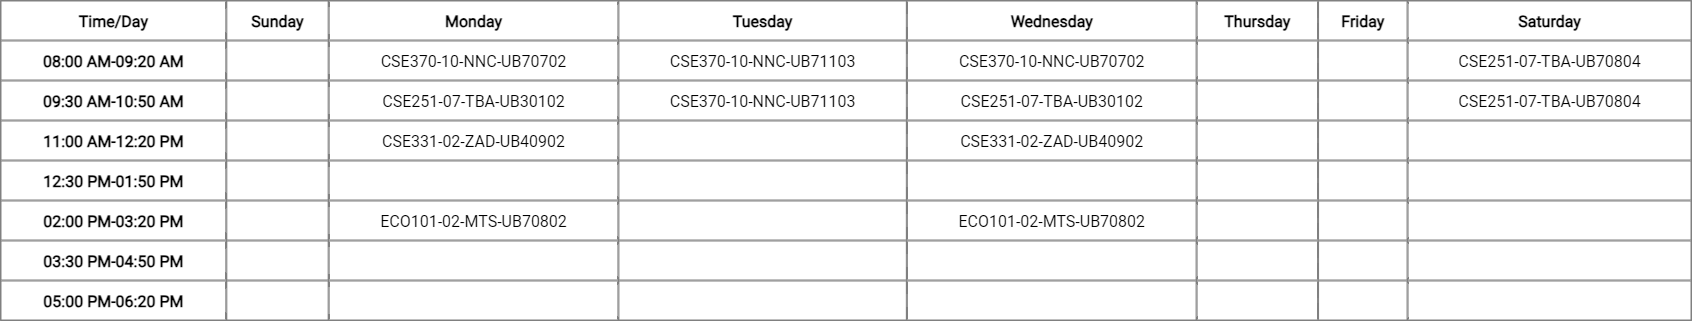 Time/Day Sunday Monday Tuesday Wednesday Thursday Friday Saturday
08:00 AM-09:20 AM CSE370-10-NNC-UB70702 CSE370-10-NNC-UB71103 CSE370-10-NNC-UB70702 CSE251-07-TBA-UB70804
09:30 AM-10:50 AM CSE251-07-TBA-UB30102 CSE370-10-NNC-UB71103 CSE251-07-TBA-UB30102 CSE251-07-TBA-UB70804
11:00 AM-12:20 PM CSE331-02-ZAD-UB40902 CSE331-02-ZAD-UB40902
12:30 PM-01:50 PM
02:00 PM-03:20 PM ECO101-02-MTS-UB70802 ECO101-02-MTS-UB70802
03:30 PM-04:50 PM
05:00 PM-06:20 PM